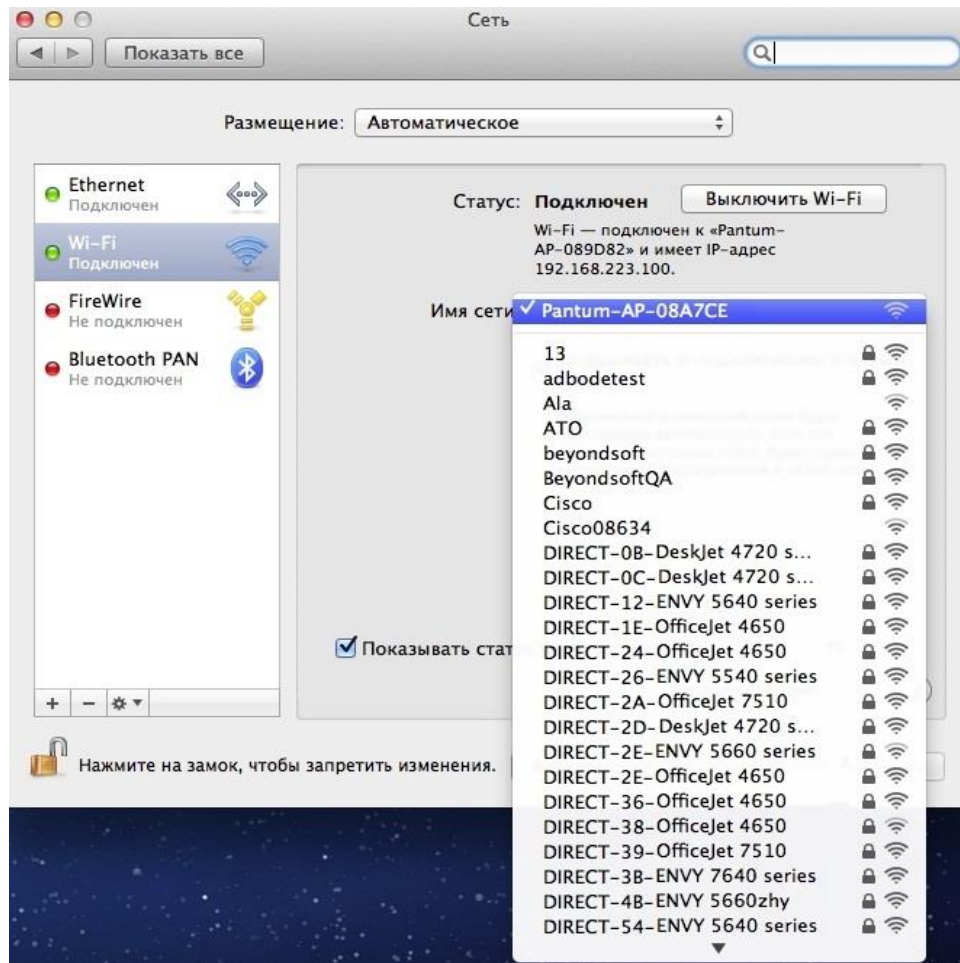 Сеть
Показать все
Размещение: Автоматическое
Ethernet
Подключен
Wi-Fi
Подключен
FireWire
Не подключен
Bluetooth PAN
Не подключен
Статус: Подключен
Выключить Wi-Fi
Wi-Fi — подключен к «Pantum-
AP-089D82» и имеет IP-адрес
192.168.223.100.
Имя сети
Pantum-AP-08A7CE
13
adbodetest
Ala
ATO
beyondsoft
BeyondsoftQA
Cisco
Cisco08634
DIRECT-0B-DeskJet 4720 s...
DIRECT-0C-DeskJet 4720 s...
DIRECT-12-ENVY 5640 series
DIRECT-1E-OfficeJet 4650
DIRECT-24-OfficeJet 4650
DIRECT-26-ENVY 5540 series
DIRECT-2A-OfficeJet 7510
DIRECT-2D-DeskJet 4720 s...
DIRECT-2E-ENVY 5660 series
DIRECT-2E-OfficeJet 4650
DIRECT-36-OfficeJet 4650
DIRECT-38-OfficeJet 4650
DIRECT-39-OfficeJet 7510
DIRECT-3B-ENVY 7640 series
DIRECT-4B-ENVY 5660zhy
DIRECT-54-ENVY 5640 series
Показывать стат
Нажмите на замок, чтобы запретить изменения.